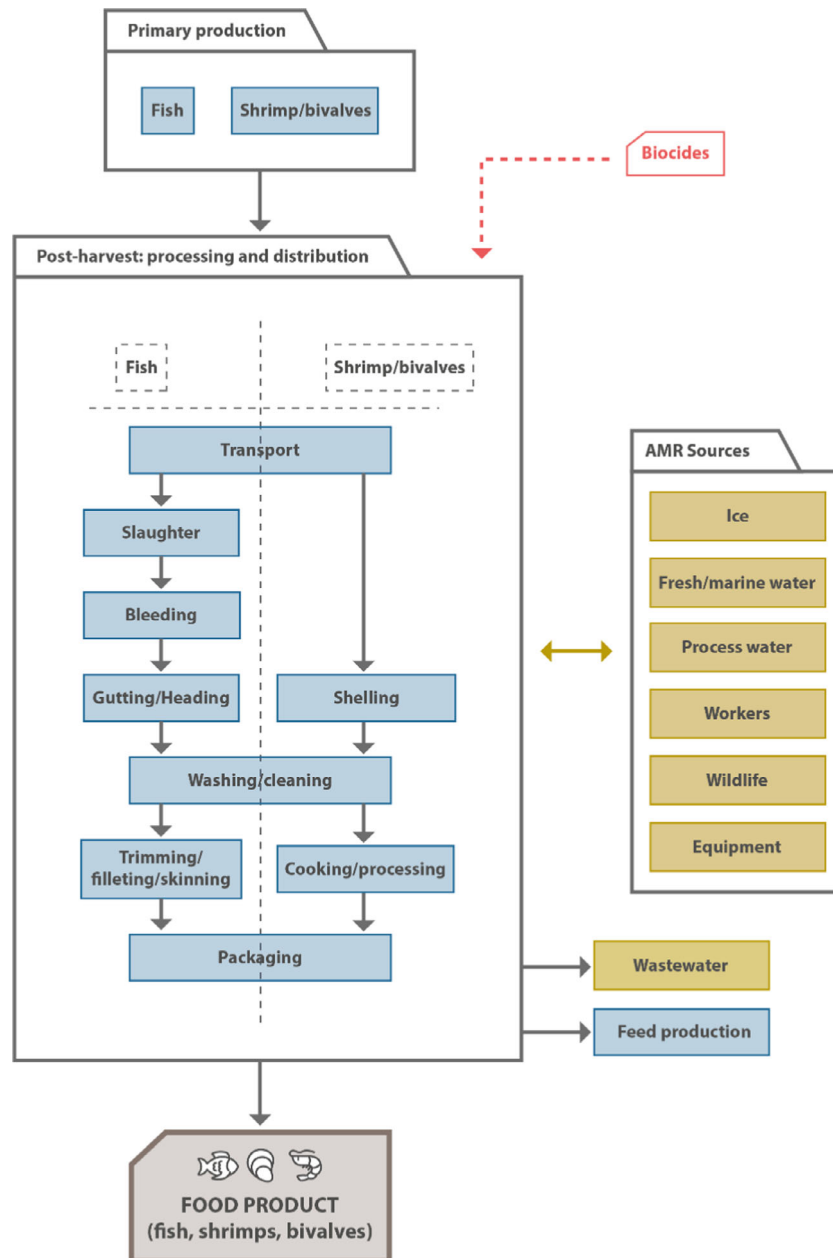 Primary production
Fish
Shrimp/bivalves
Biocides
Post-harvest: processing and distribution
Fish
Shrimp/bivalves
Transport
Slaughter
Bleeding
Gutting/Heading
Shelling
Washing/cleaning
Trimming/
filleting/skinning
Cooking/processing
Packaging
AMR Sources
Ice
Fresh/marine water
Process water
Workers
Wildlife
Equipment
Wastewater
Feed production
FOOD PRODUCT
(fish, shrimps, bivalves)